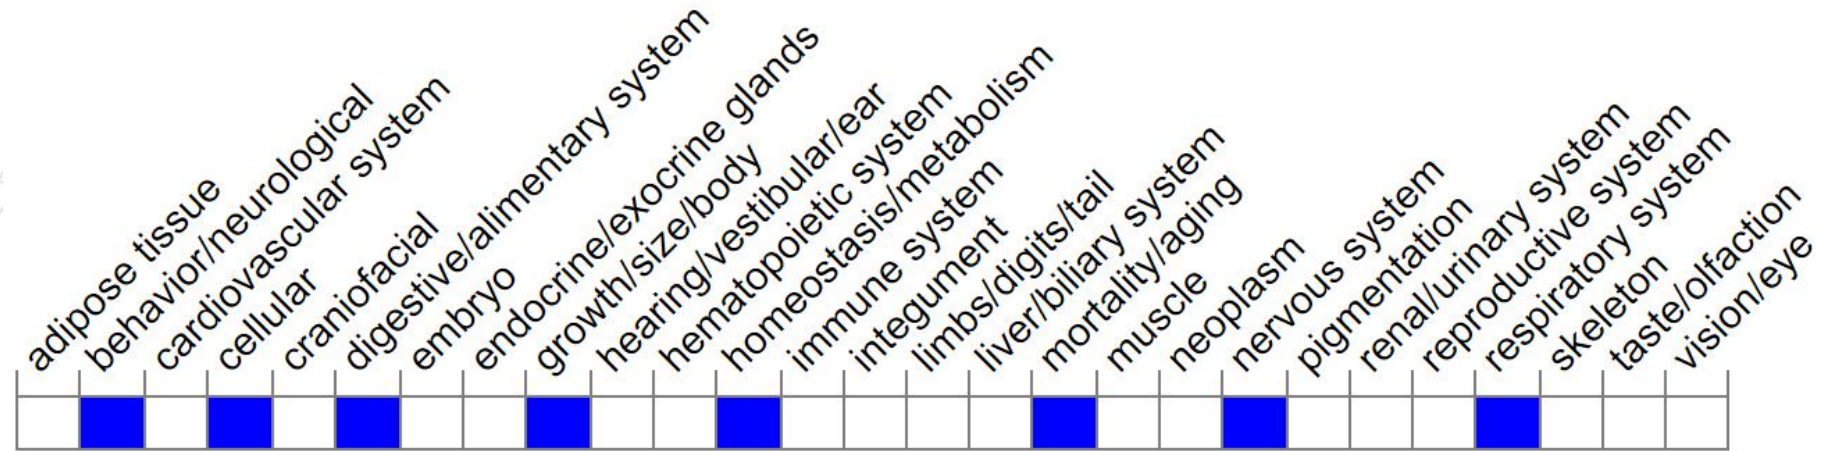 adipose tissue
behavior/neurological
cardiovascular system
cellular
craniofacial
digestive/alimentary system
embryo
endocrine/exocrine glands
growth/size/body
hearing/vestibular/ear
hematopoietic system
homeostasis/metabolism
immune system
integument
limbs/digits/tail
liver/biliary system
mortality/aging
muscle
neoplasm
nervous system
pigmentation
renal/urinary system
reproductive system
respiratory system
skeleton
taste/olfaction
vision/eye